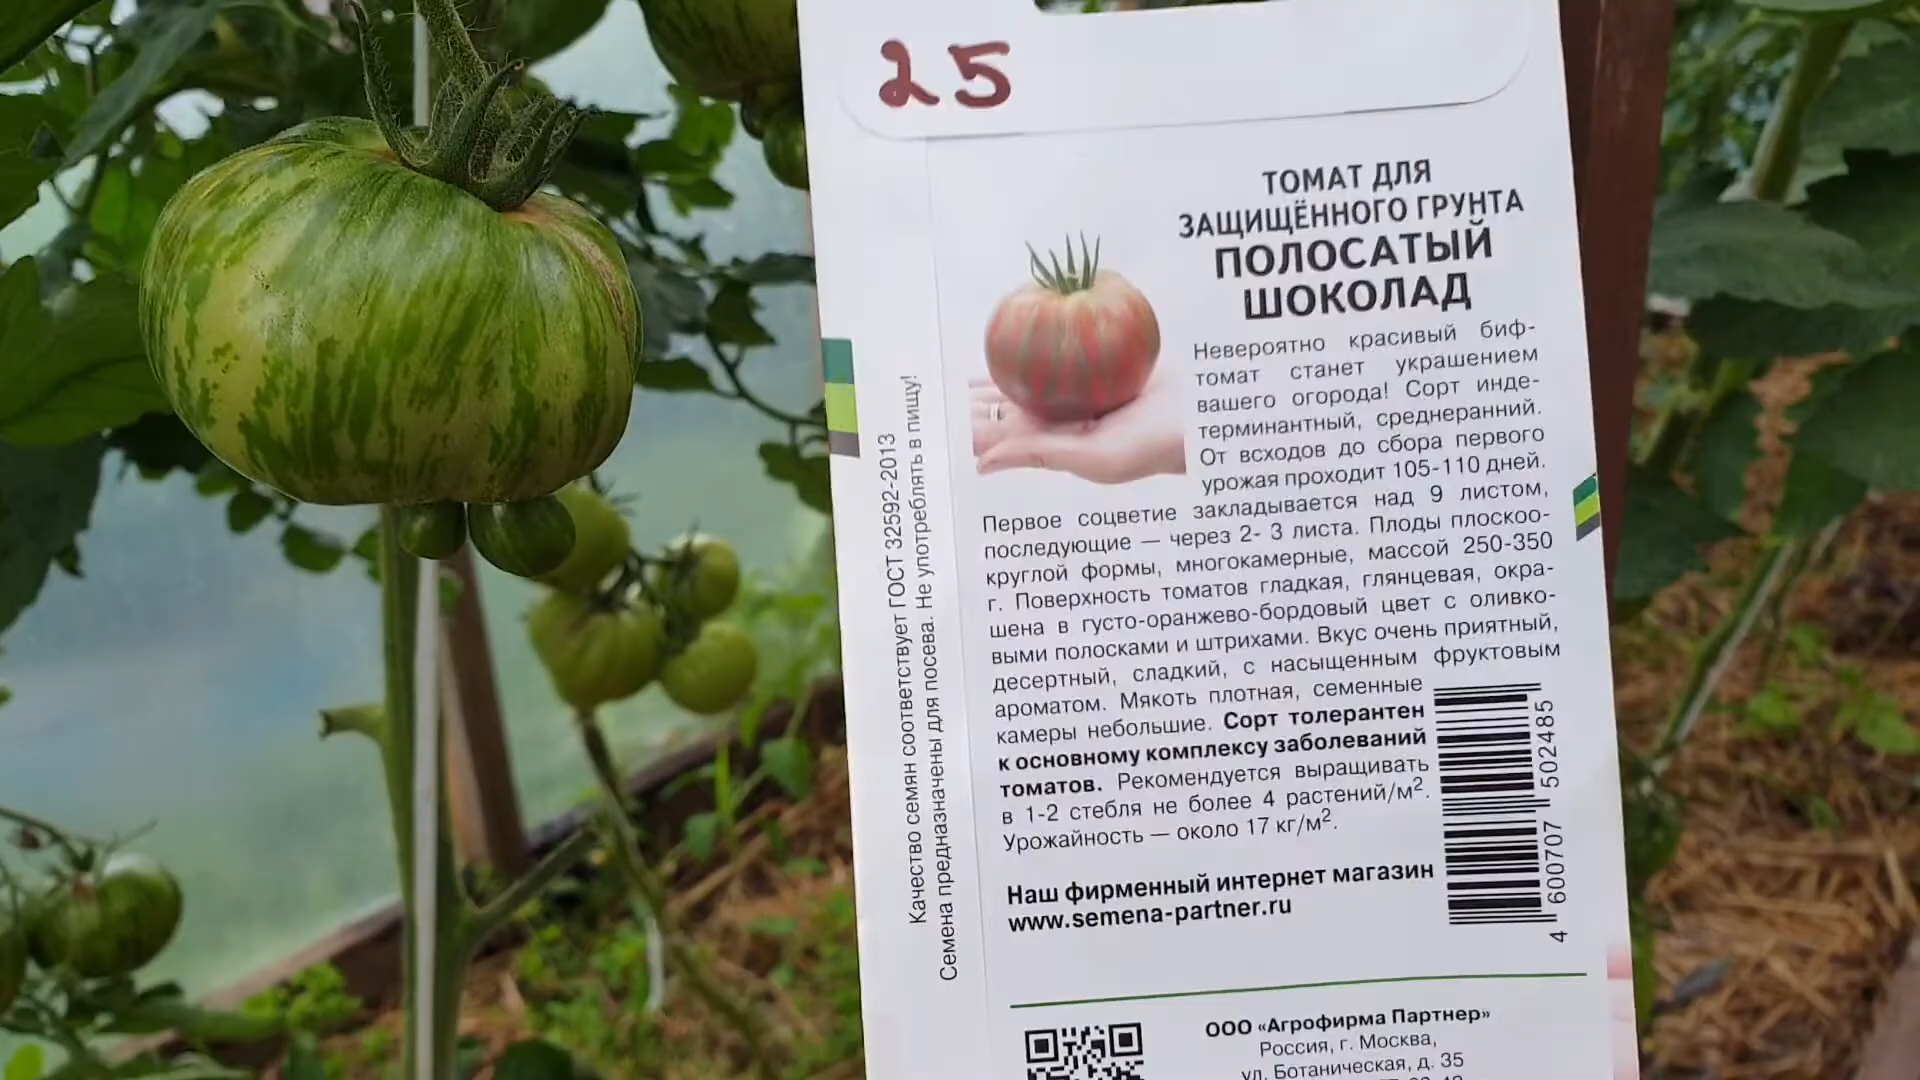 25
ТОМАТ ДЛЯ
ЗАЩИЩЁННОГО ГРУНТА
ПОЛОСАТЫЙ
ШОКОЛАД
Невероятно красивый биф-
томат станет украшением
вашего огорода! Сорт инде-
терминантный, среднеранний.
От всходов до сбора первого
урожая проходит 105-110 дней.
Первое соцветие закладывается над 9 листом,
последующие — через 2- 3 листа. Плоды плоскоо-
круглой формы, многокамерные, массой 250-350
г. Поверхность томатов гладкая, глянцевая, окра-
шена в густо-оранжево-бордовый цвет с оливко-
выми полосками и штрихами. Вкус очень приятный,
десертный, сладкий, с насыщенным фруктовым
ароматом. Мякоть плотная, семенные
камеры небольшие. Сорт толерантен
к основному комплексу заболеваний
томатов. Рекомендуется выращивать
в 1-2 стебля не более 4 растений/м².
Урожайность — около 17 кг/м².
Наш фирменный интернет магазин
www.semena-partner.ru
4 600707 502485
Качество семян соответствует ГОСТ 32592-2013
Семена предназначены для посева. Не употреблять в пищу!
ООО «Агрофирма Партнер»
Россия, г. Москва,
ул. Ботаническая, д. 35